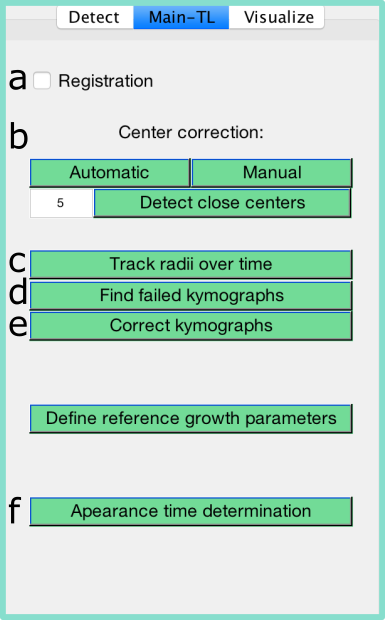 Detect Main-TL Visualize
a Registration
b Center correction:
Automatic Manual
5 Detect close centers
c Track radii over time
d Find failed kymographs
e Correct kymographs
Define reference growth parameters
f Apearance time determination